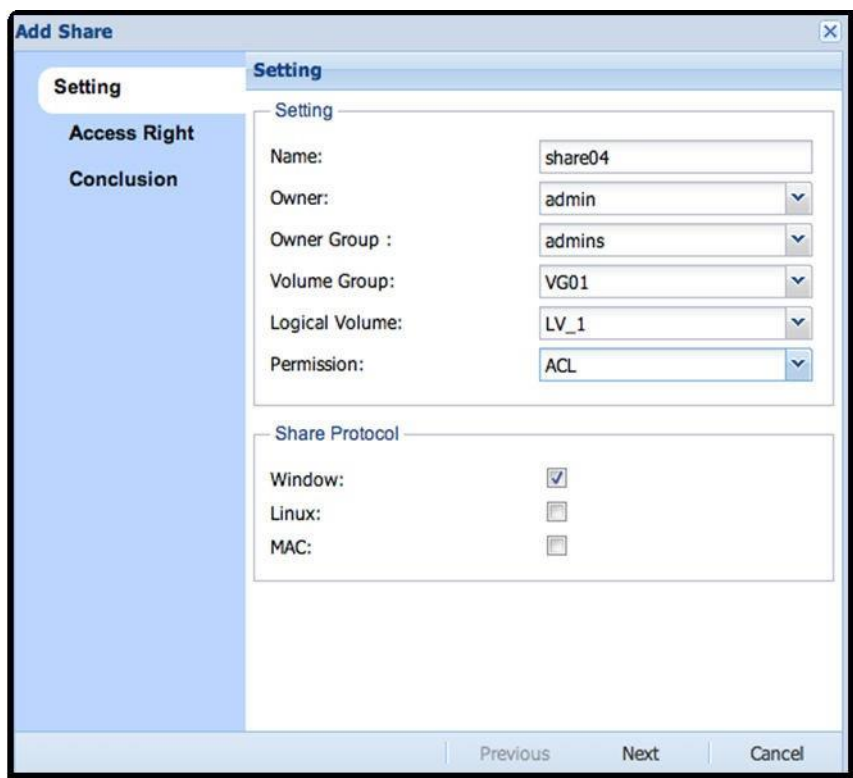 Add Share
Setting
Access Right
Conclusion
Setting
Setting
Name: share04
Owner: admin
Owner Group : admins
Volume Group: VG01
Logical Volume: LV_1
Permission: ACL
Share Protocol
Window:
Linux:
MAC:
Previous Next Cancel